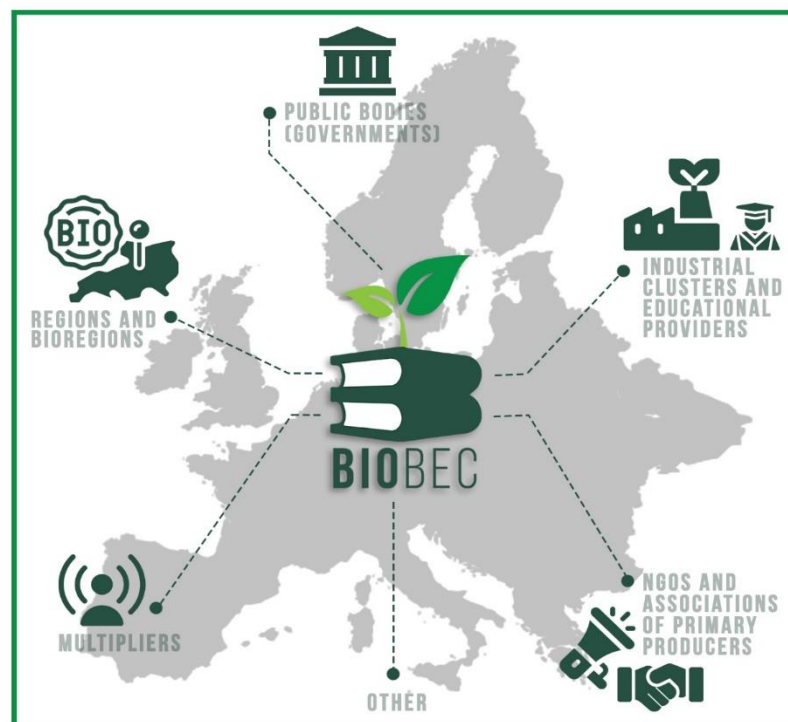 PUBLIC BODIES
(GOVERNMENTS)
BIO
REGIONS AND
BIOREGIONS
INDUSTRIAL
CLUSTERS AND
EDUCATIONAL
PROVIDERS
BIOBEC
MULTIPLIERS
NGOS AND
ASSOCIATIONS
OF PRIMARY
PRODUCERS
OTHER